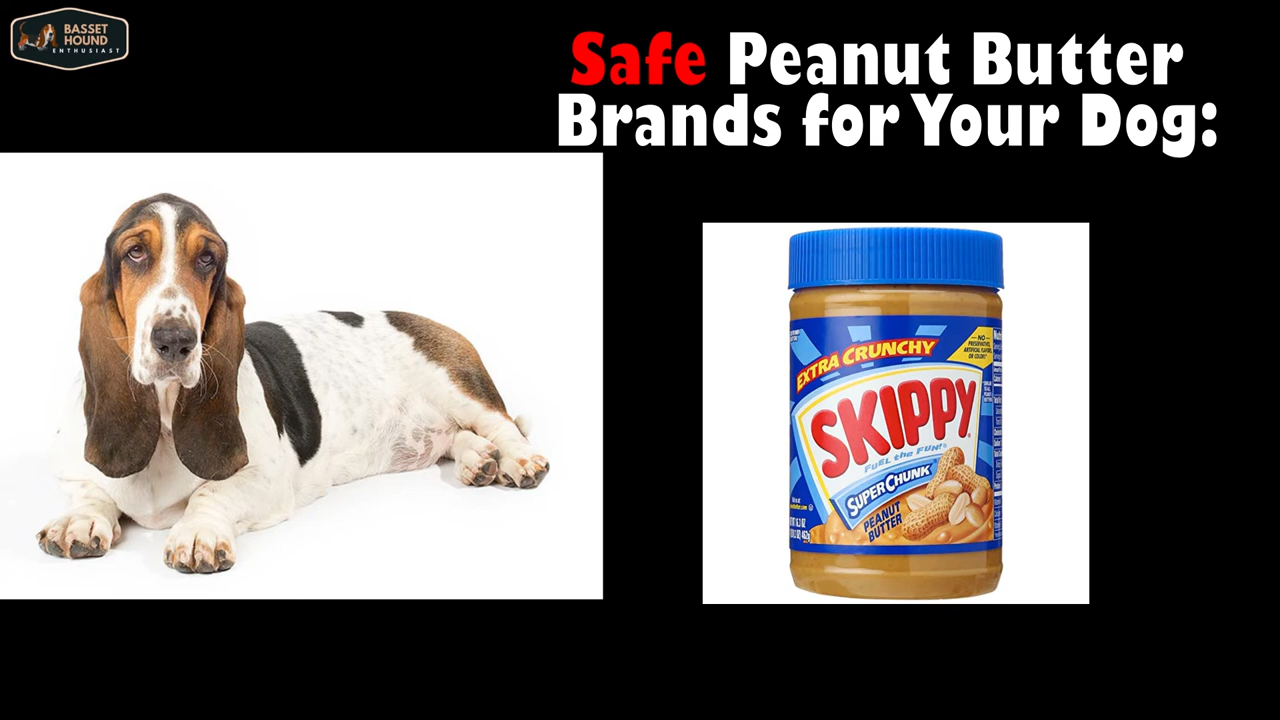 BASSET
HOUND
ENTHUSIAST
Safe Peanut Butter
Brands for Your Dog:
EXTRA CRUNCHY
NO
PRESERVATIVES,
ARTIFICIAL FLAVORS
OR COLORS*
SKIPPY
FUEL the FUN!
SUPER CHUNK
PEANUT
BUTTER